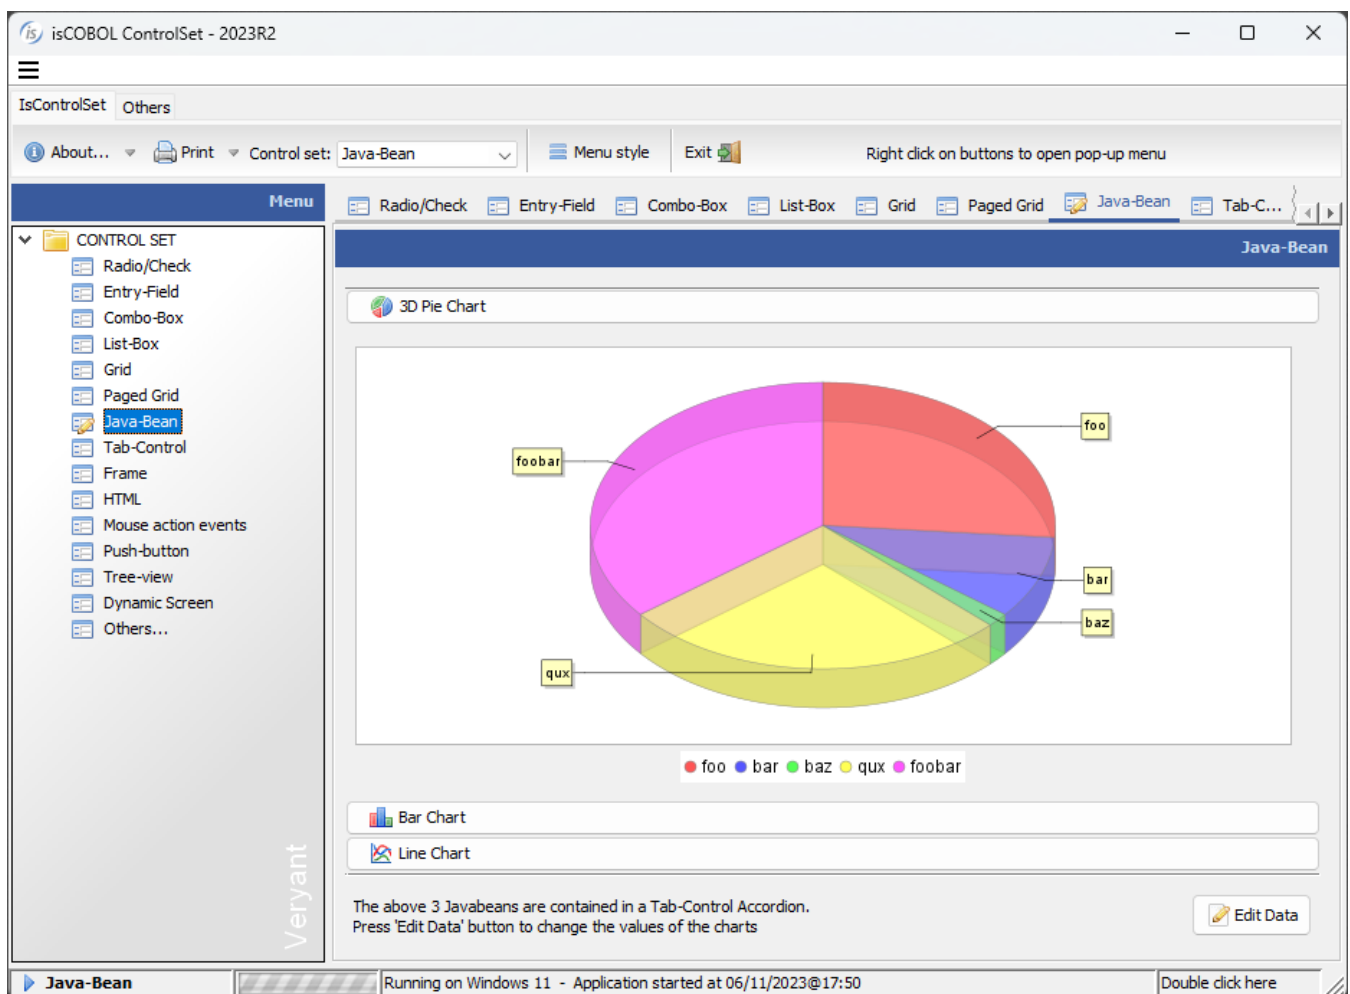 isCOBOL ControlSet - 2023R2
IsControlSet Others
About... Print Control set: Java-Bean Menu style Exit Right click on buttons to open pop-up menu
Menu
Radio/Check Entry-Field Combo-Box List-Box Grid Paged Grid Java-Bean Tab-C...
CONTROL SET
Radio/Check
Entry-Field
Combo-Box
List-Box
Grid
Paged Grid
Java-Bean
Tab-Control
Frame
HTML
Mouse action events
Push-button
Tree-view
Dynamic Screen
Others...
Veryant
Java-Bean
3D Pie Chart
foo
foobar
bar
baz
qux
foo bar baz qux foobar
Bar Chart
Line Chart
The above 3 Javabeans are contained in a Tab-Control Accordion.
Press 'Edit Data' button to change the values of the charts
Edit Data
Java-Bean Running on Windows 11 - Application started at 06/11/2023@17:50 Double click here